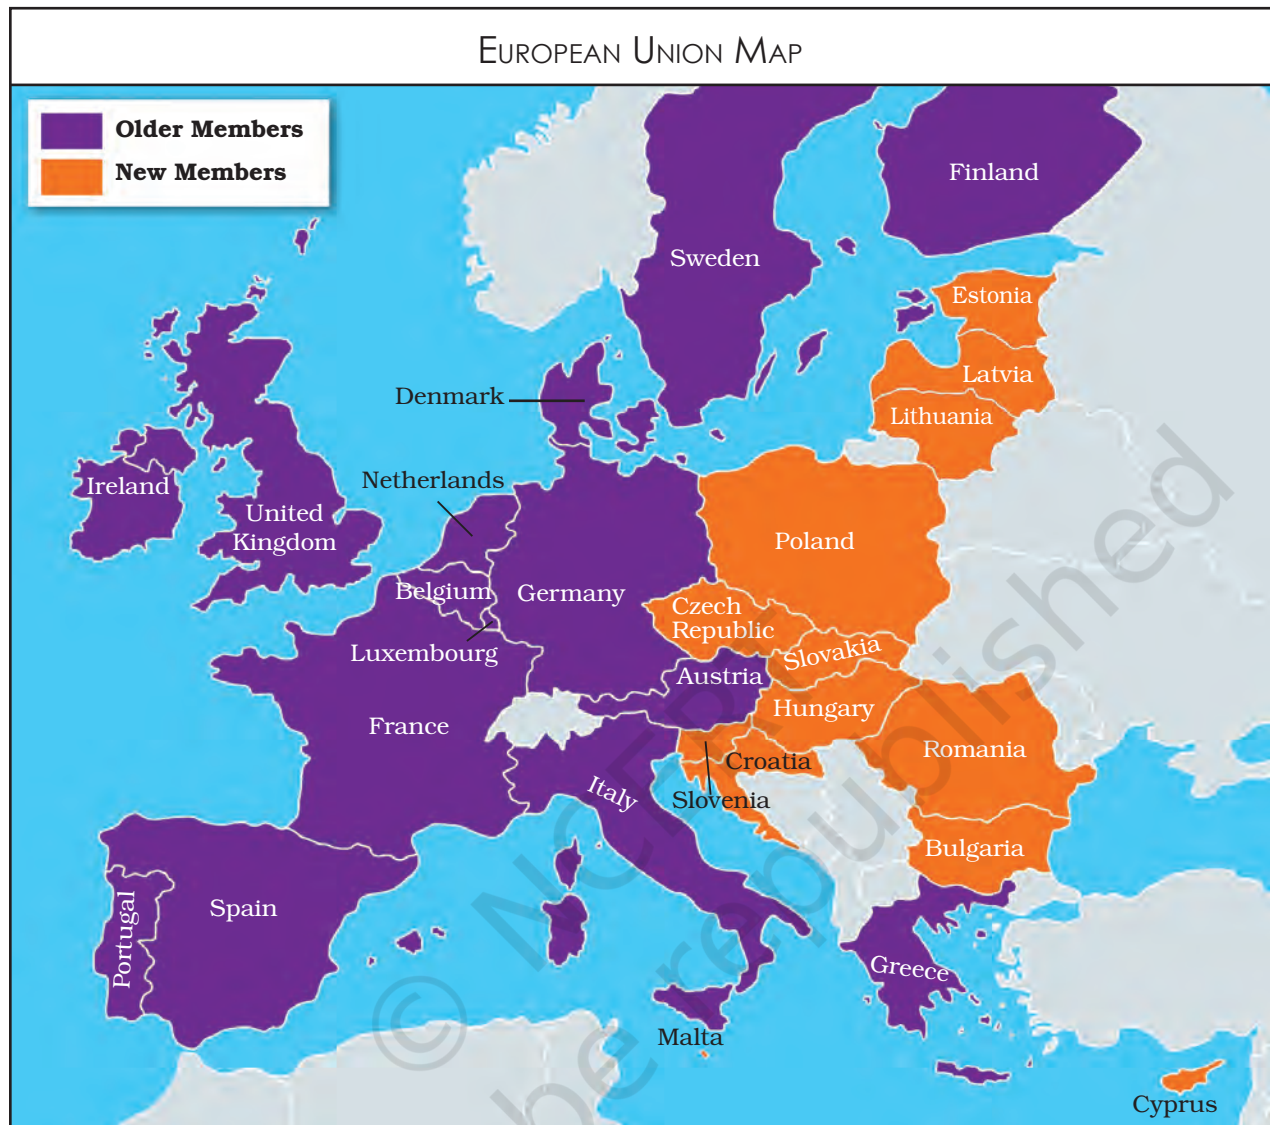 EUROPEAN UNION MAP
Older Members
New Members
Finland
Sweden
Estonia
Latvia
Lithuania
Denmark
Netherlands
Ireland
United
Kingdom
Poland
Belgium
Germany
Czech
Republic
Luxembourg
Slovakia
Austria
Hungary
France
Croatia
Romania
Slovenia
Italy
Bulgaria
Spain
Portugal
Greece
Malta
Cyprus
© NCERT
be republished